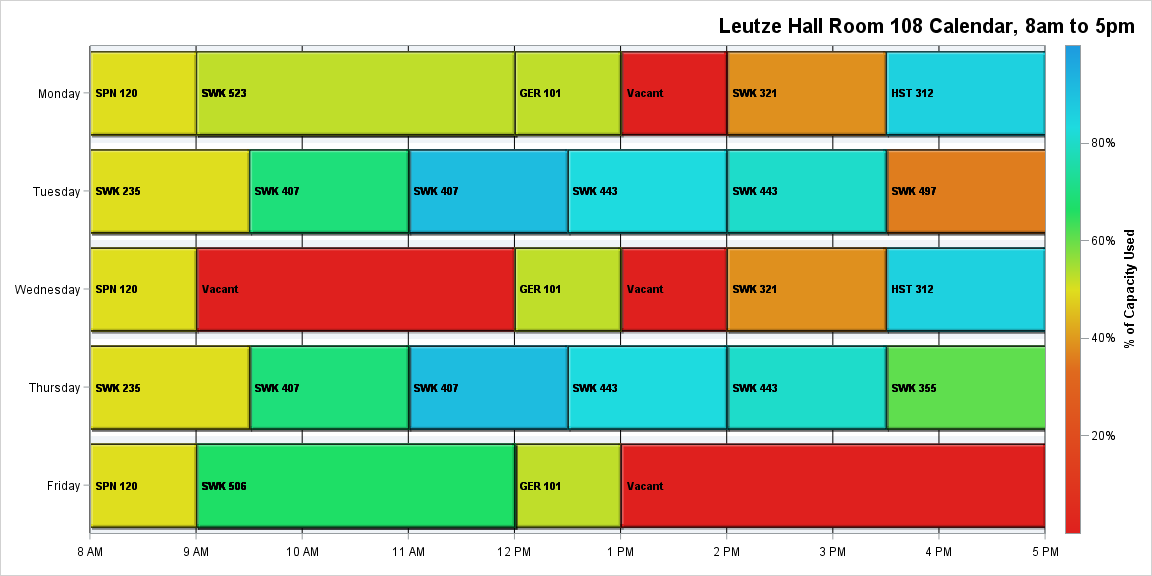 Leutze Hall Room 108 Calendar, 8am to 5pm
Monday
SPN 120
SWK 523
GER 101
Vacant
SWK 321
HST 312
Tuesday
SWK 235
SWK 407
SWK 407
SWK 443
SWK 443
SWK 497
Wednesday
SPN 120
Vacant
GER 101
Vacant
SWK 321
HST 312
Thursday
SWK 235
SWK 407
SWK 407
SWK 443
SWK 443
SWK 355
Friday
SPN 120
SWK 506
GER 101
Vacant
8 AM
9 AM
10 AM
11 AM
12 PM
1 PM
2 PM
3 PM
4 PM
5 PM
80%
60%
40%
20%
% of Capacity Used